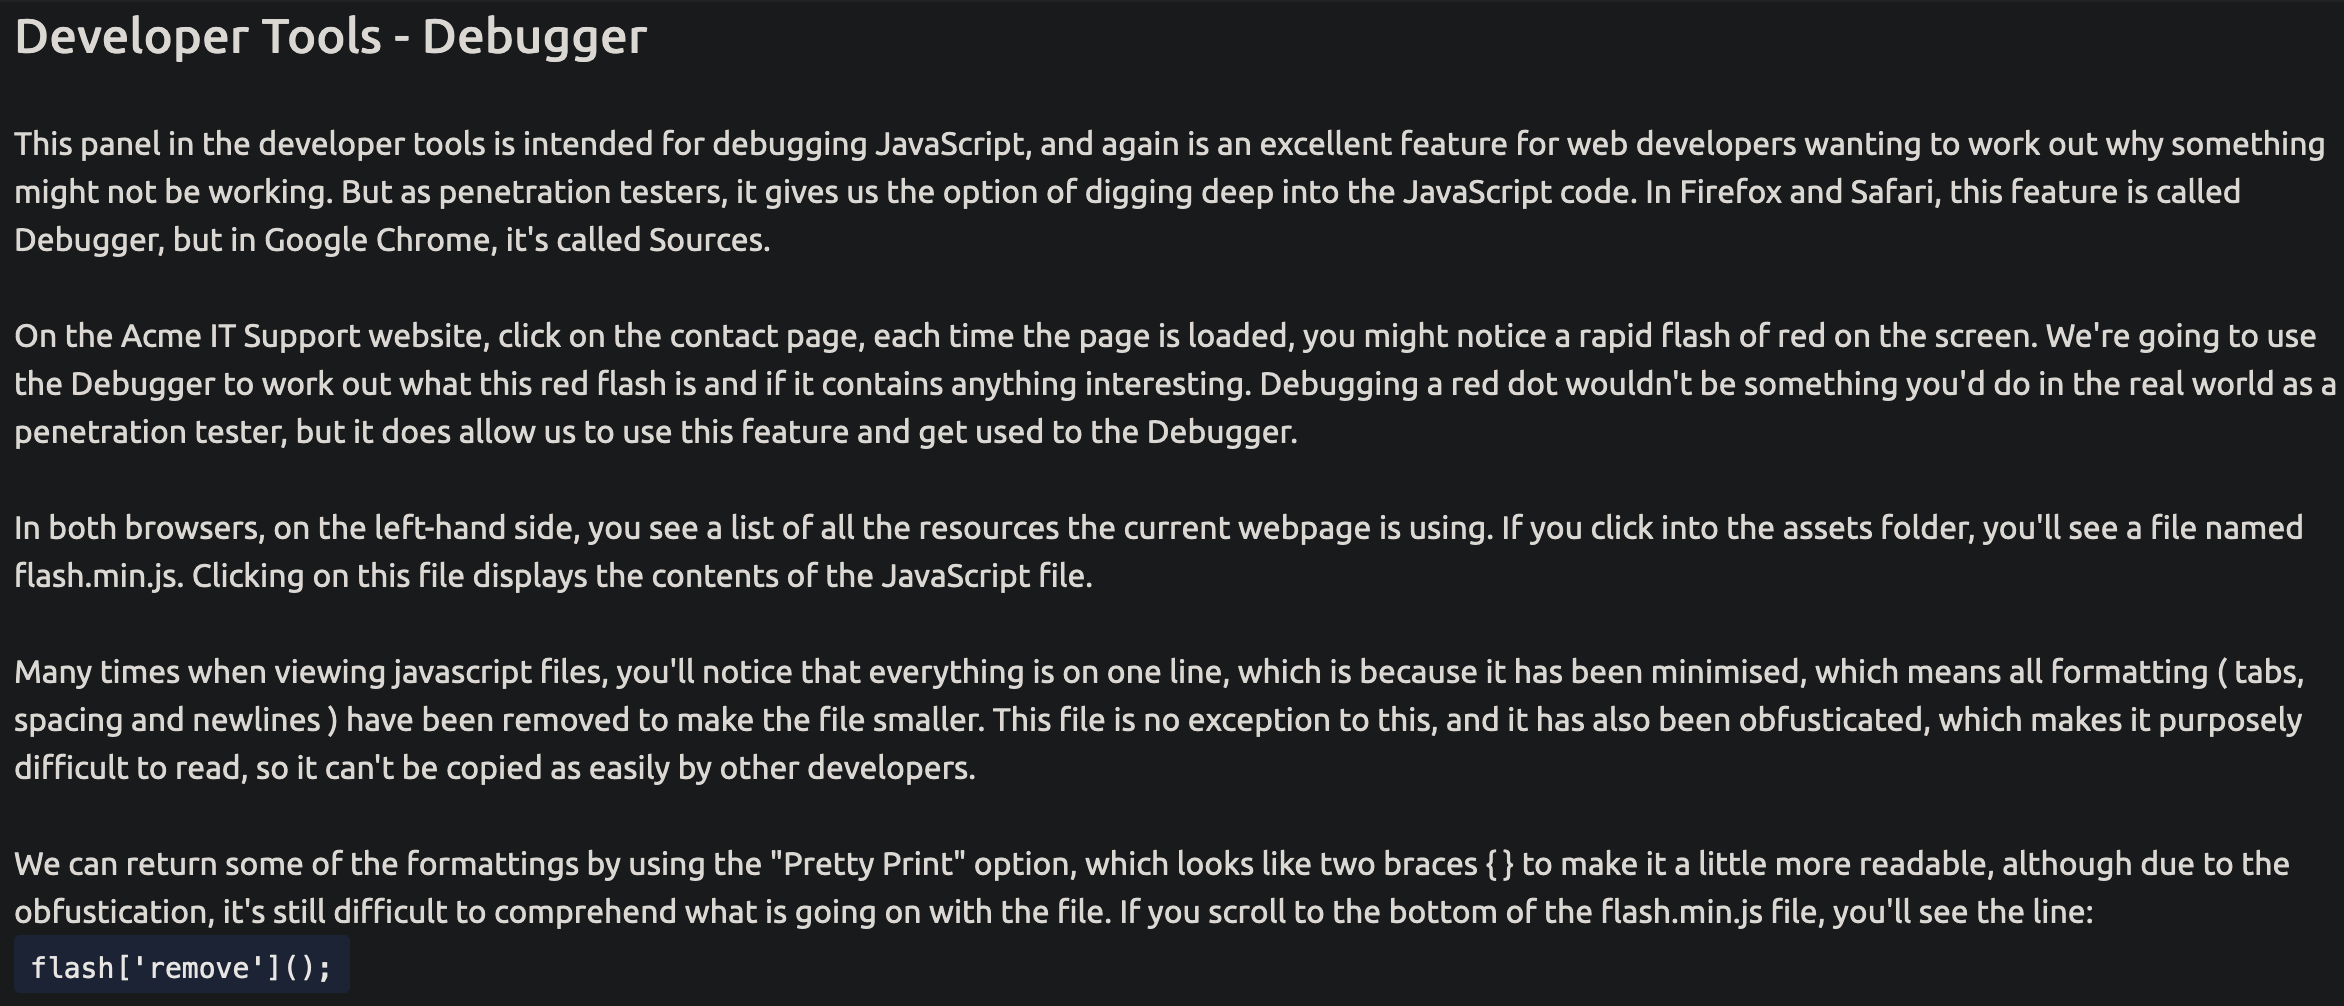 Developer Tools - Debugger
This panel in the developer tools is intended for debugging JavaScript, and again is an excellent feature for web developers wanting to work out why something
might not be working. But as penetration testers, it gives us the option of digging deep into the JavaScript code. In Firefox and Safari, this feature is called
Debugger, but in Google Chrome, it's called Sources.
On the Acme IT Support website, click on the contact page, each time the page is loaded, you might notice a rapid flash of red on the screen. We're going to use
the Debugger to work out what this red flash is and if it contains anything interesting. Debugging a red dot wouldn't be something you'd do in the real world as a
penetration tester, but it does allow us to use this feature and get used to the Debugger.
In both browsers, on the left-hand side, you see a list of all the resources the current webpage is using. If you click into the assets folder, you'll see a file named
flash.min.js. Clicking on this file displays the contents of the JavaScript file.
Many times when viewing javascript files, you'll notice that everything is on one line, which is because it has been minimised, which means all formatting ( tabs,
spacing and newlines ) have been removed to make the file smaller. This file is no exception to this, and it has also been obfusticated, which makes it purposely
difficult to read, so it can't be copied as easily by other developers.
We can return some of the formattings by using the "Pretty Print" option, which looks like two braces { } to make it a little more readable, although due to the
obfustication, it's still difficult to comprehend what is going on with the file. If you scroll to the bottom of the flash.min.js file, you'll see the line:
flash['remove']();